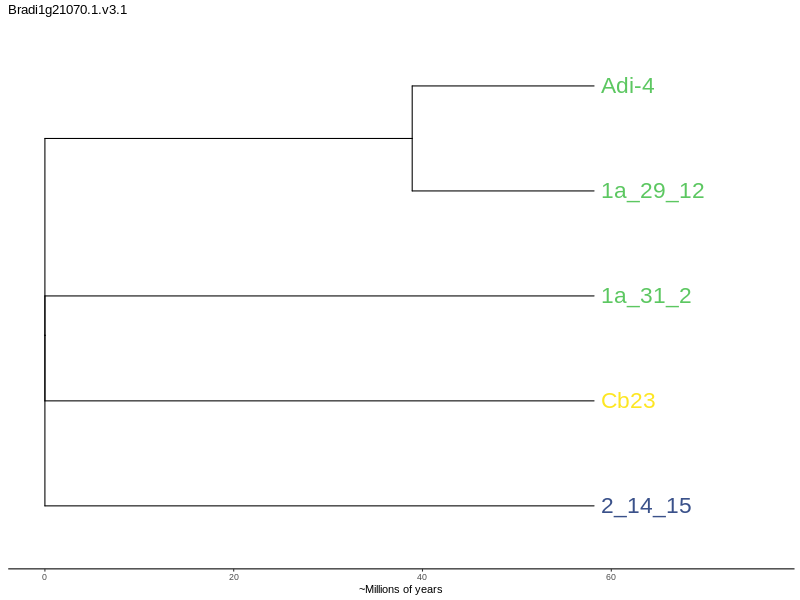 Bradi1g21070.1.v3.1
Adi-4
1a_29_12
1a_31_2
Cb23
2_14_15
0 20 40 60
~Millions of years